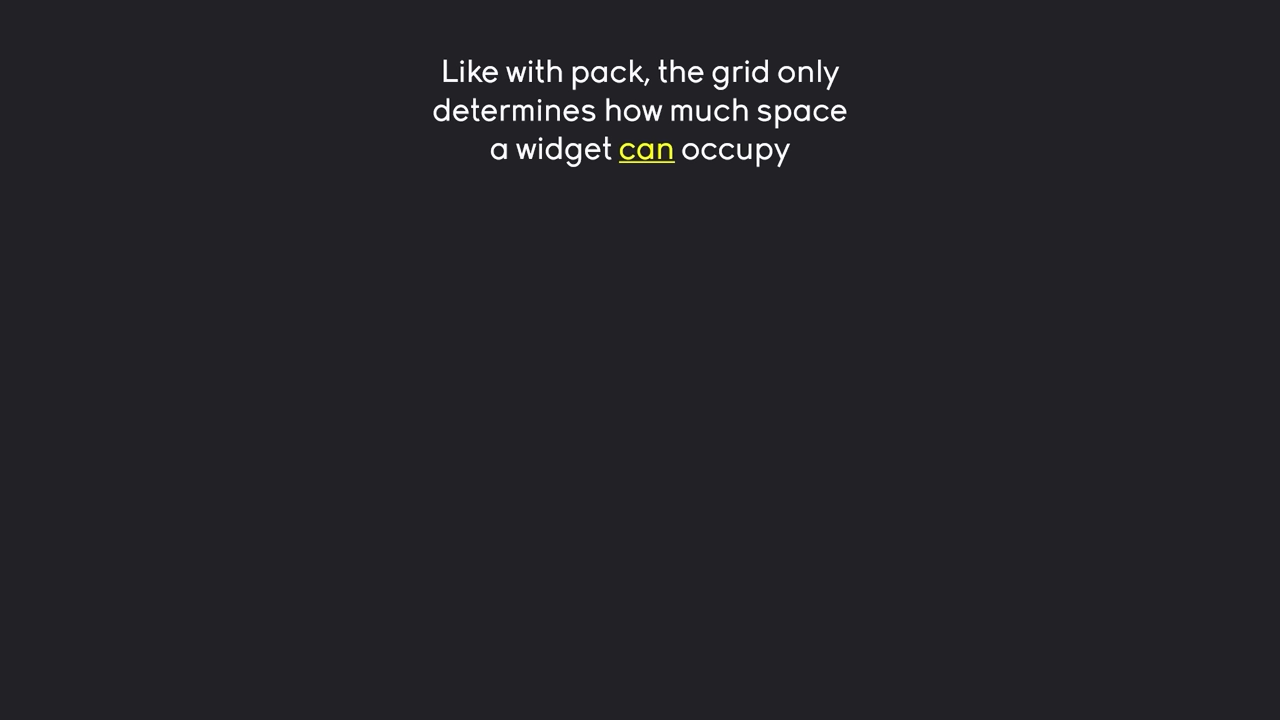 Like with pack, the grid only
determines how much space
a widget can occupy